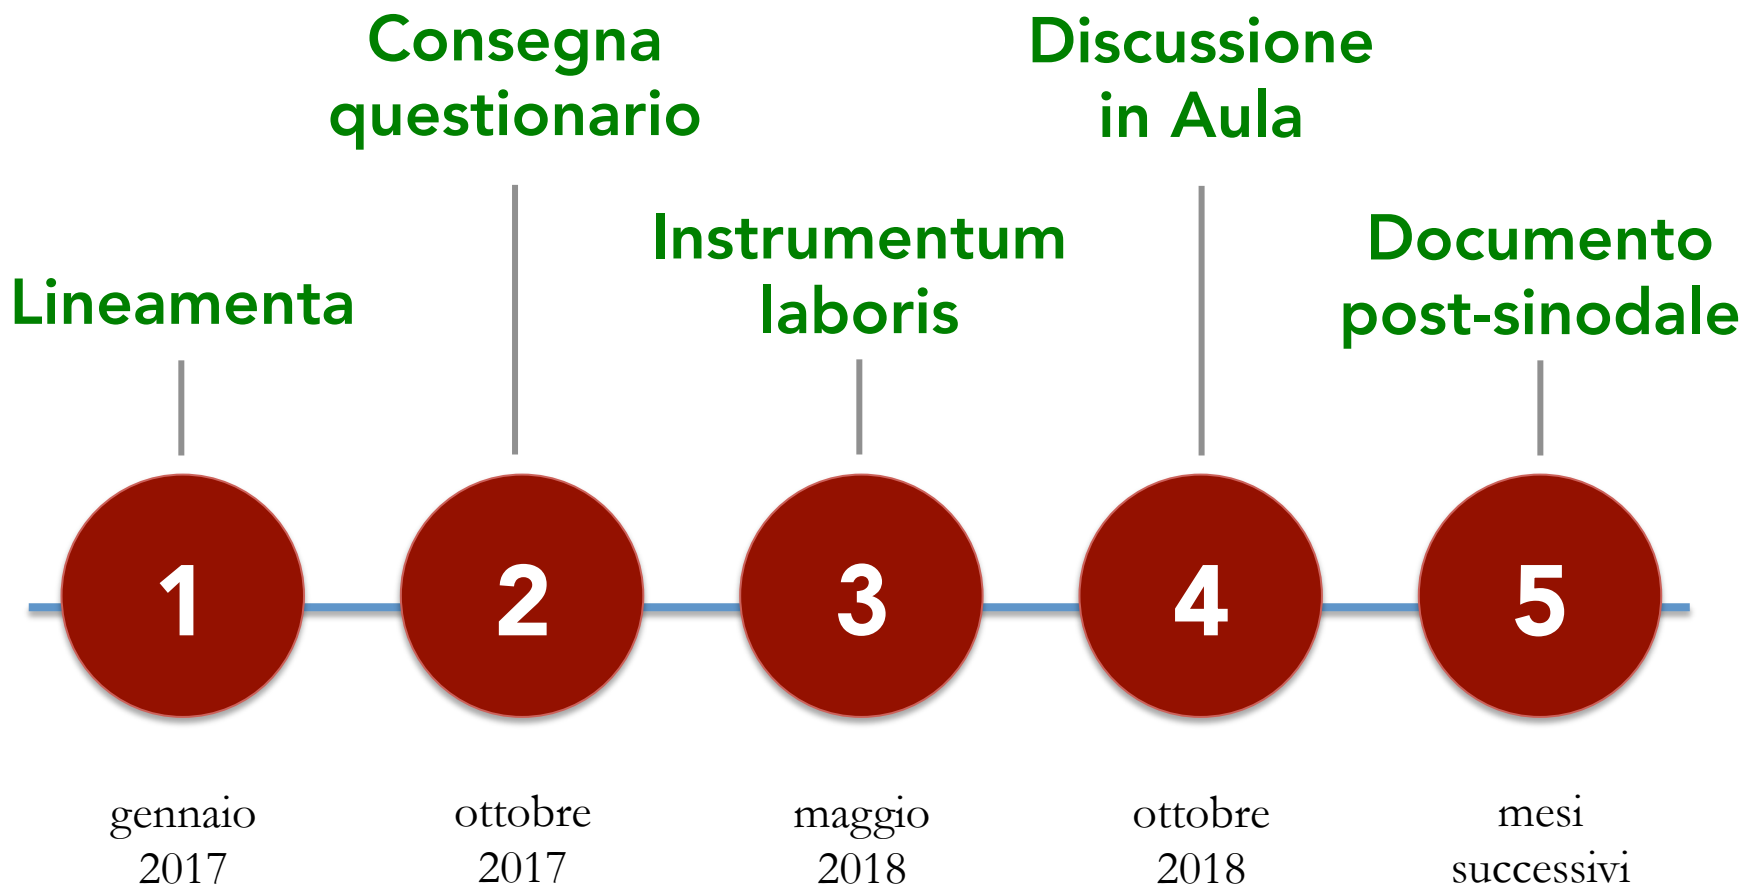 Consegna
questionario
Discussione
in Aula
Lineamenta
Instrumentum
laboris
Documento
post-sinodale
1
2
3
4
5
gennaio
2017
ottobre
2017
maggio
2018
ottobre
2018
mesi
successivi